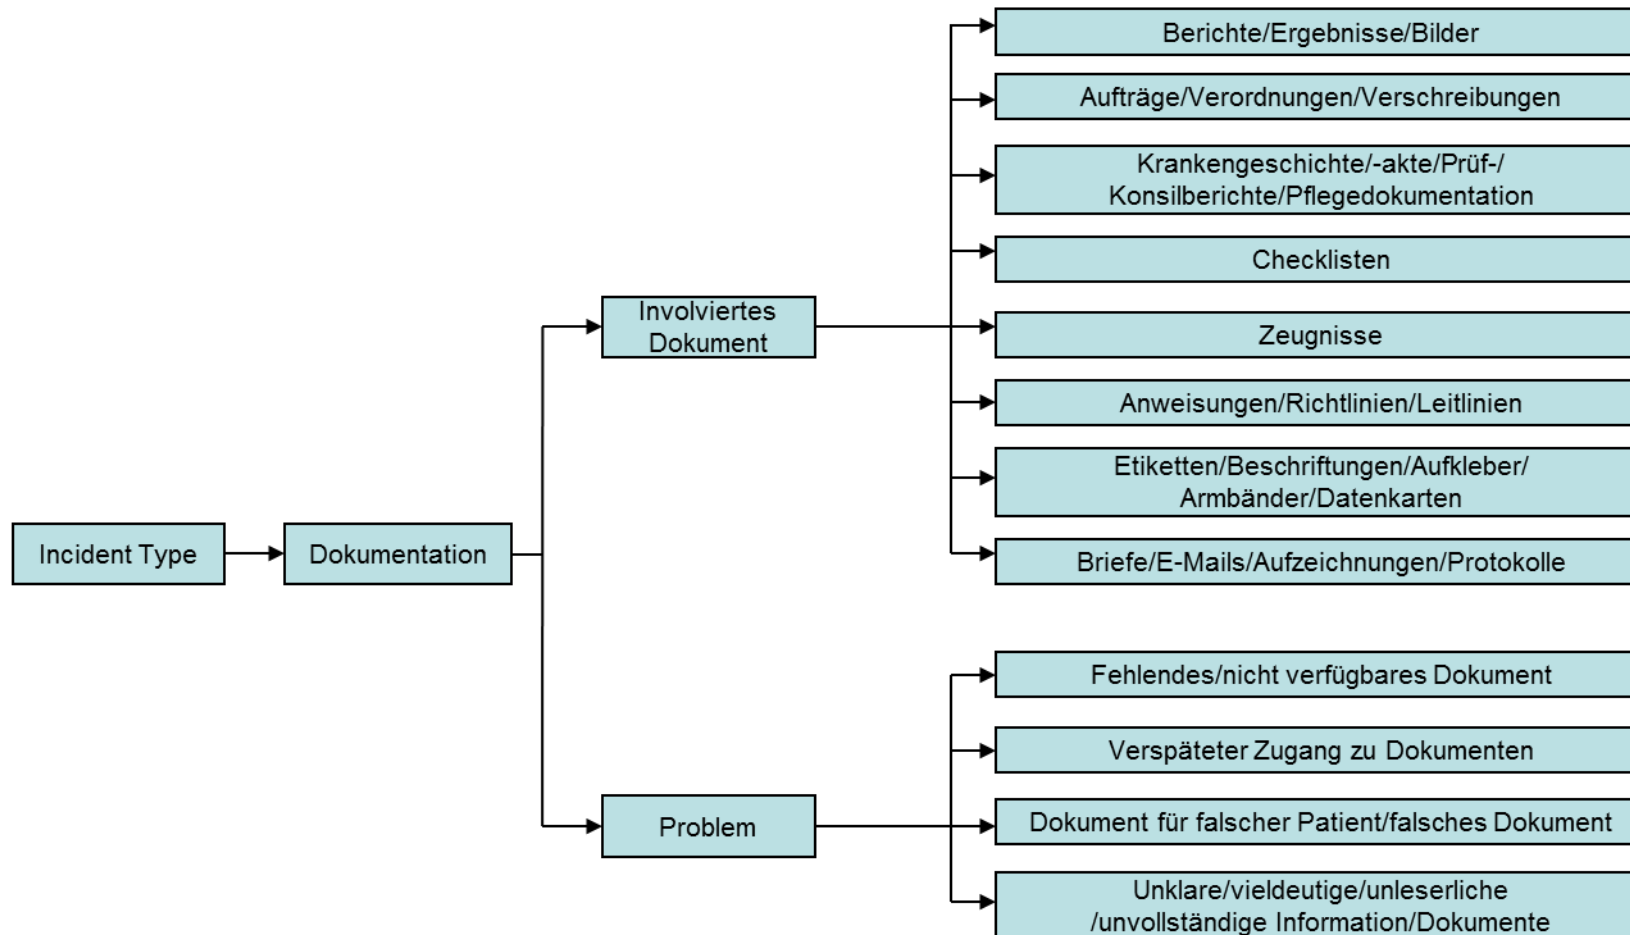 Berichte/Ergebnisse/Bilder
Aufträge/Verordnungen/Verschreibungen
Krankengeschichte/-akte/Prüf-/
Konsilberichte/Pflegedokumentation
Checklisten
Involviertes
Dokument
Zeugnisse
Anweisungen/Richtlinien/Leitlinien
Etiketten/Beschriftungen/Aufkleber/
Armbänder/Datenkarten
Incident Type
Dokumentation
Briefe/E-Mails/Aufzeichnungen/Protokolle
Fehlendes/nicht verfügbares Dokument
Verspäteter Zugang zu Dokumenten
Problem
Dokument für falscher Patient/falsches Dokument
Unklare/vieldeutige/unleserliche
/unvollständige Information/Dokumente